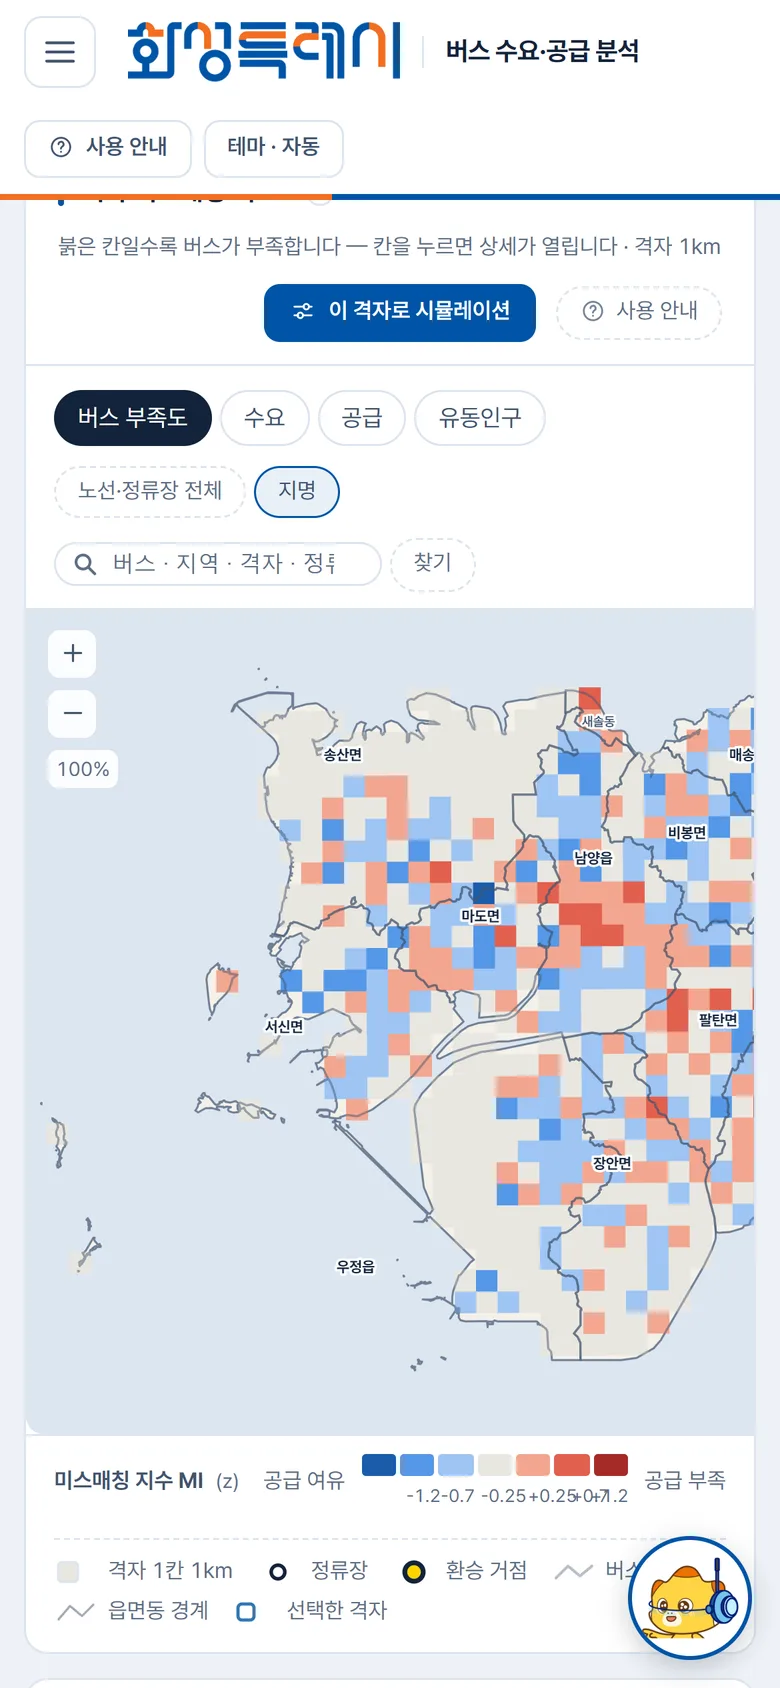 화성특례시
버스 수요·공급 분석
사용 안내
테마 · 자동
붉은 칸일수록 버스가 부족합니다 — 칸을 누르면 상세가 열립니다 · 격자 1km
이 격자로 시뮬레이션
사용 안내
버스 부족도
수요
공급
유동인구
노선·정류장 전체
지명
버스 · 지역 · 격자 · 정류
찾기
+
−
100%
새솔동
송산면
매송
비봉면
남양읍
마도면
팔탄면
서신면
장안면
우정읍
미스매칭 지수 MI (z)
공급 여유
공급 부족
-1.2 -0.7 -0.25 +0.25 +0.7 +1.2
격자 1칸 1km
정류장
환승 거점
버스
읍면동 경계
선택한 격자